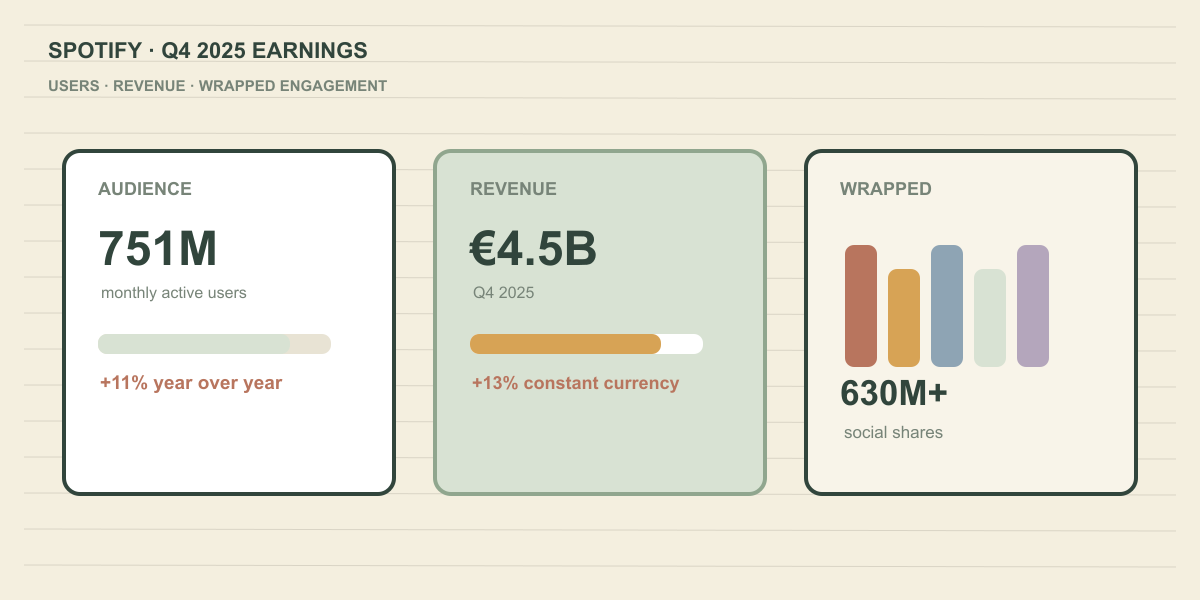 SPOTIFY · Q4 2025 EARNINGS
USERS · REVENUE · WRAPPED ENGAGEMENT
AUDIENCE
751M
monthly active users
+11% year over year
REVENUE
€4.5B
Q4 2025
+13% constant currency
WRAPPED
630M+
social shares